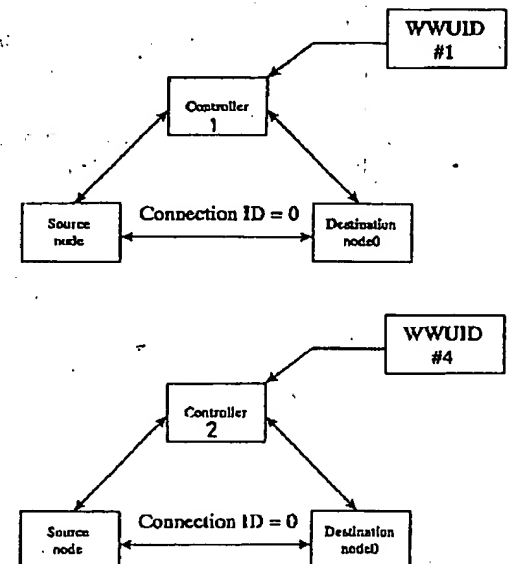 WWUID
#1
Controller
1
Connection ID = 0
Source
node
Destination
node0
WWUID
#4
Controller
2
Connection ID = 0
Source
node
Destination
node0